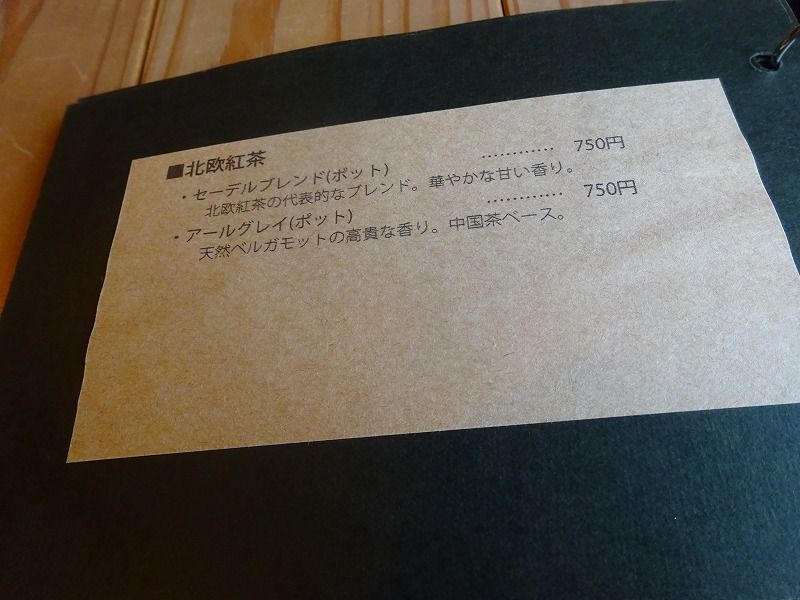 ■北欧紅茶
・セーデルブレンド(ポット) ………… 750円
北欧紅茶の代表的なブレンド。華やかな甘い香り。
・アールグレイ(ポット) ………… 750円
天然ベルガモットの高貴な香り。中国茶ベース。